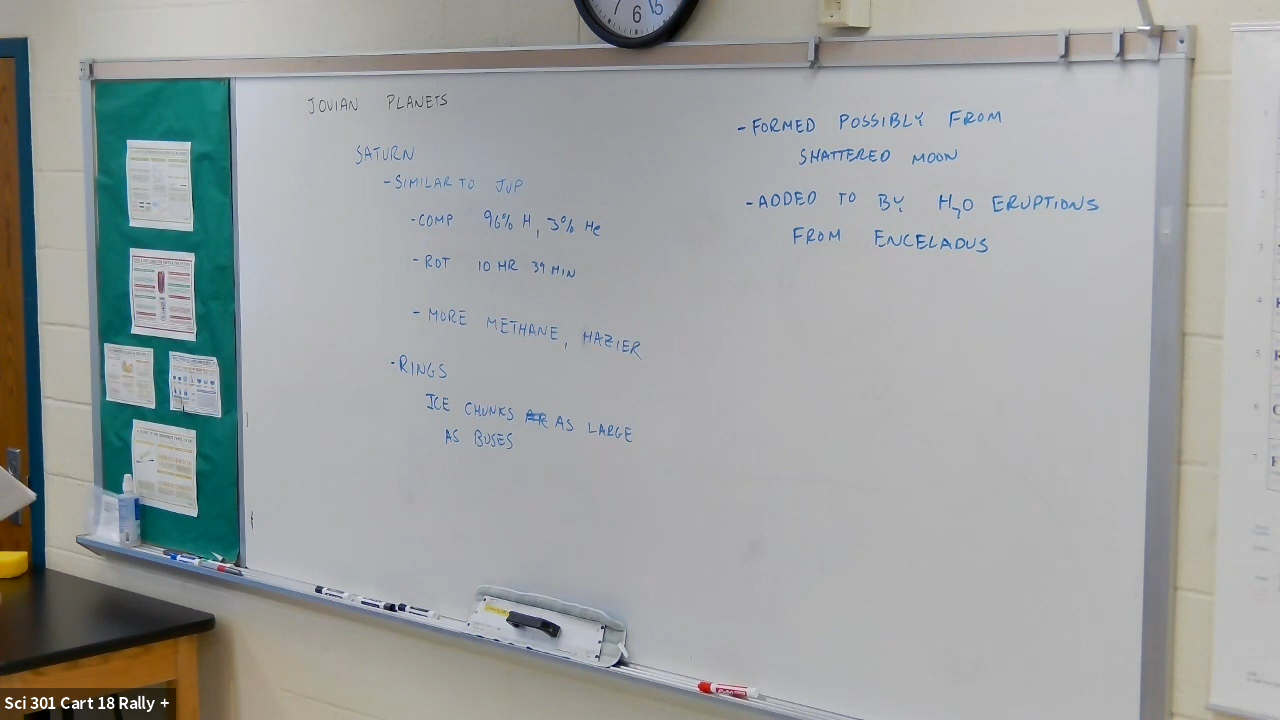 JOVIAN PLANETS
SATURN
- SIMILAR TO JUP
- COMP 96% H, 3% He
- ROT 10 HR 39 MIN
- MORE METHANE, HAZIER
- RINGS
ICE CHUNKS AS LARGE
AS BUSES
- FORMED POSSIBLY FROM
SHATTERED MOON
- ADDED TO BY H2O ERUPTIONS
FROM ENCELADUS
6
Sci 301 Cart 18 Rally +